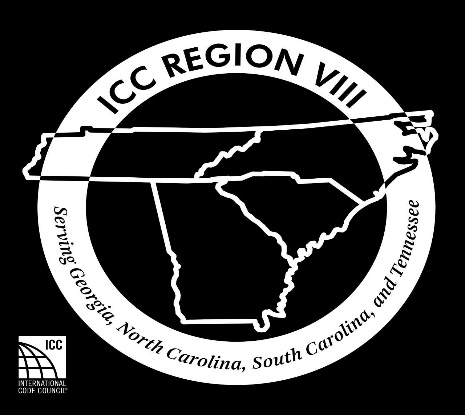 ICC REGION VIII
Serving Georgia, North Carolina, South Carolina, and Tennessee
ICC
INTERNATIONAL
CODE COUNCIL®